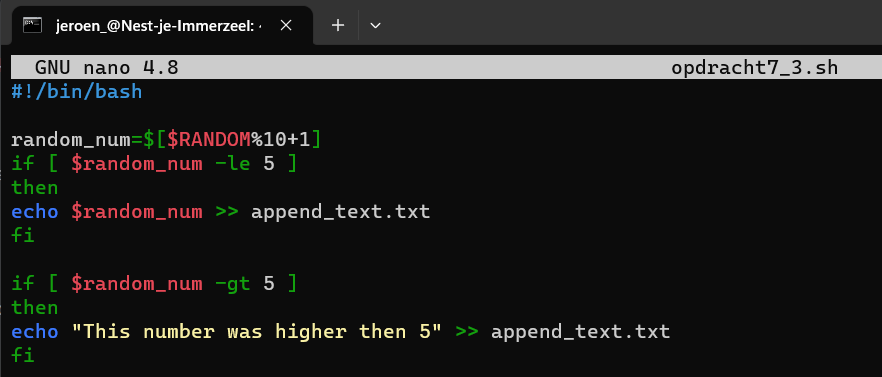 jeroen_@Nest-je-Immerzeel:
GNU nano 4.8 opdracht7_3.sh
#!/bin/bash
random_num=$[$RANDOM%10+1]
if [ $random_num -le 5 ]
then
echo $random_num >> append_text.txt
fi
if [ $random_num -gt 5 ]
then
echo "This number was higher then 5" >> append_text.txt
fi